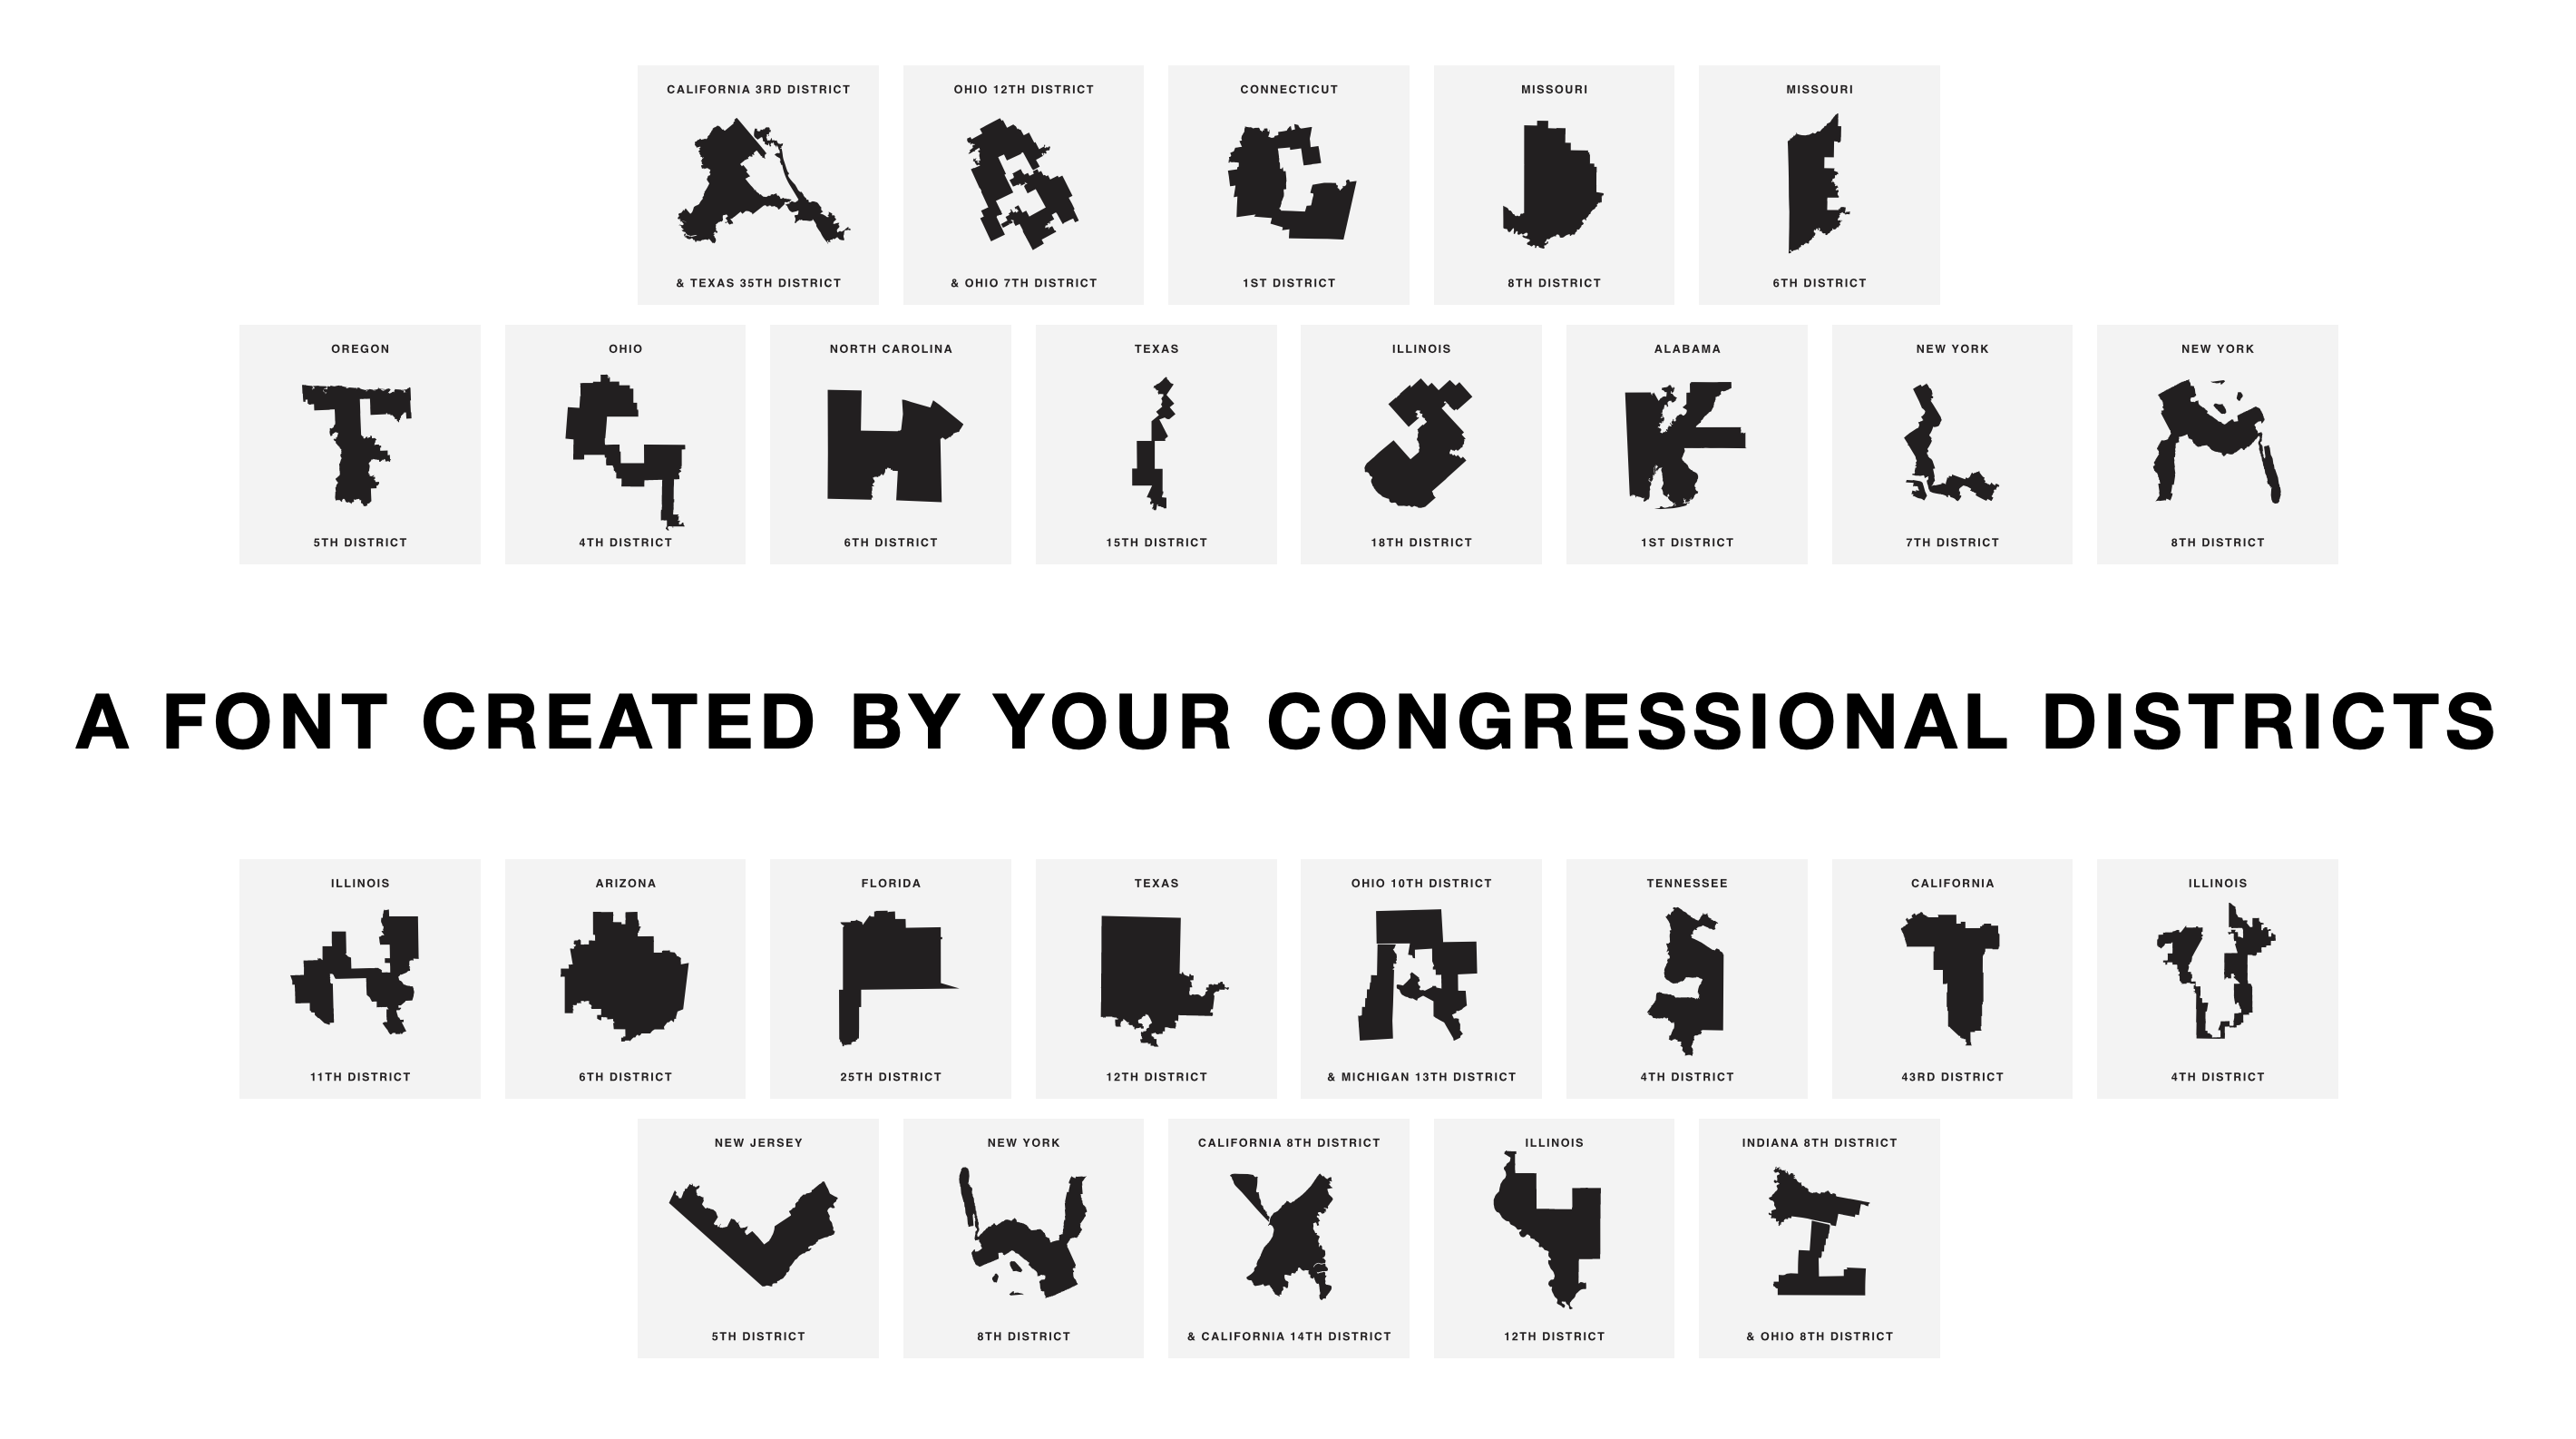 CALIFORNIA 3RD DISTRICT
A
& TEXAS 35TH DISTRICT
OHIO 12TH DISTRICT
B
& OHIO 7TH DISTRICT
CONNECTICUT
C
1ST DISTRICT
MISSOURI
D
8TH DISTRICT
MISSOURI
E
6TH DISTRICT
OREGON
F
5TH DISTRICT
OHIO
G
4TH DISTRICT
NORTH CAROLINA
H
6TH DISTRICT
TEXAS
I
15TH DISTRICT
ILLINOIS
J
18TH DISTRICT
ALABAMA
K
1ST DISTRICT
NEW YORK
L
7TH DISTRICT
NEW YORK
M
8TH DISTRICT
A FONT CREATED BY YOUR CONGRESSIONAL DISTRICTS
ILLINOIS
N
11TH DISTRICT
ARIZONA
O
6TH DISTRICT
FLORIDA
P
25TH DISTRICT
TEXAS
Q
12TH DISTRICT
OHIO 10TH DISTRICT
R
& MICHIGAN 13TH DISTRICT
TENNESSEE
S
4TH DISTRICT
CALIFORNIA
T
43RD DISTRICT
ILLINOIS
U
4TH DISTRICT
NEW JERSEY
V
5TH DISTRICT
NEW YORK
W
8TH DISTRICT
CALIFORNIA 8TH DISTRICT
X
& CALIFORNIA 14TH DISTRICT
ILLINOIS
Y
12TH DISTRICT
INDIANA 8TH DISTRICT
Z
& OHIO 8TH DISTRICT